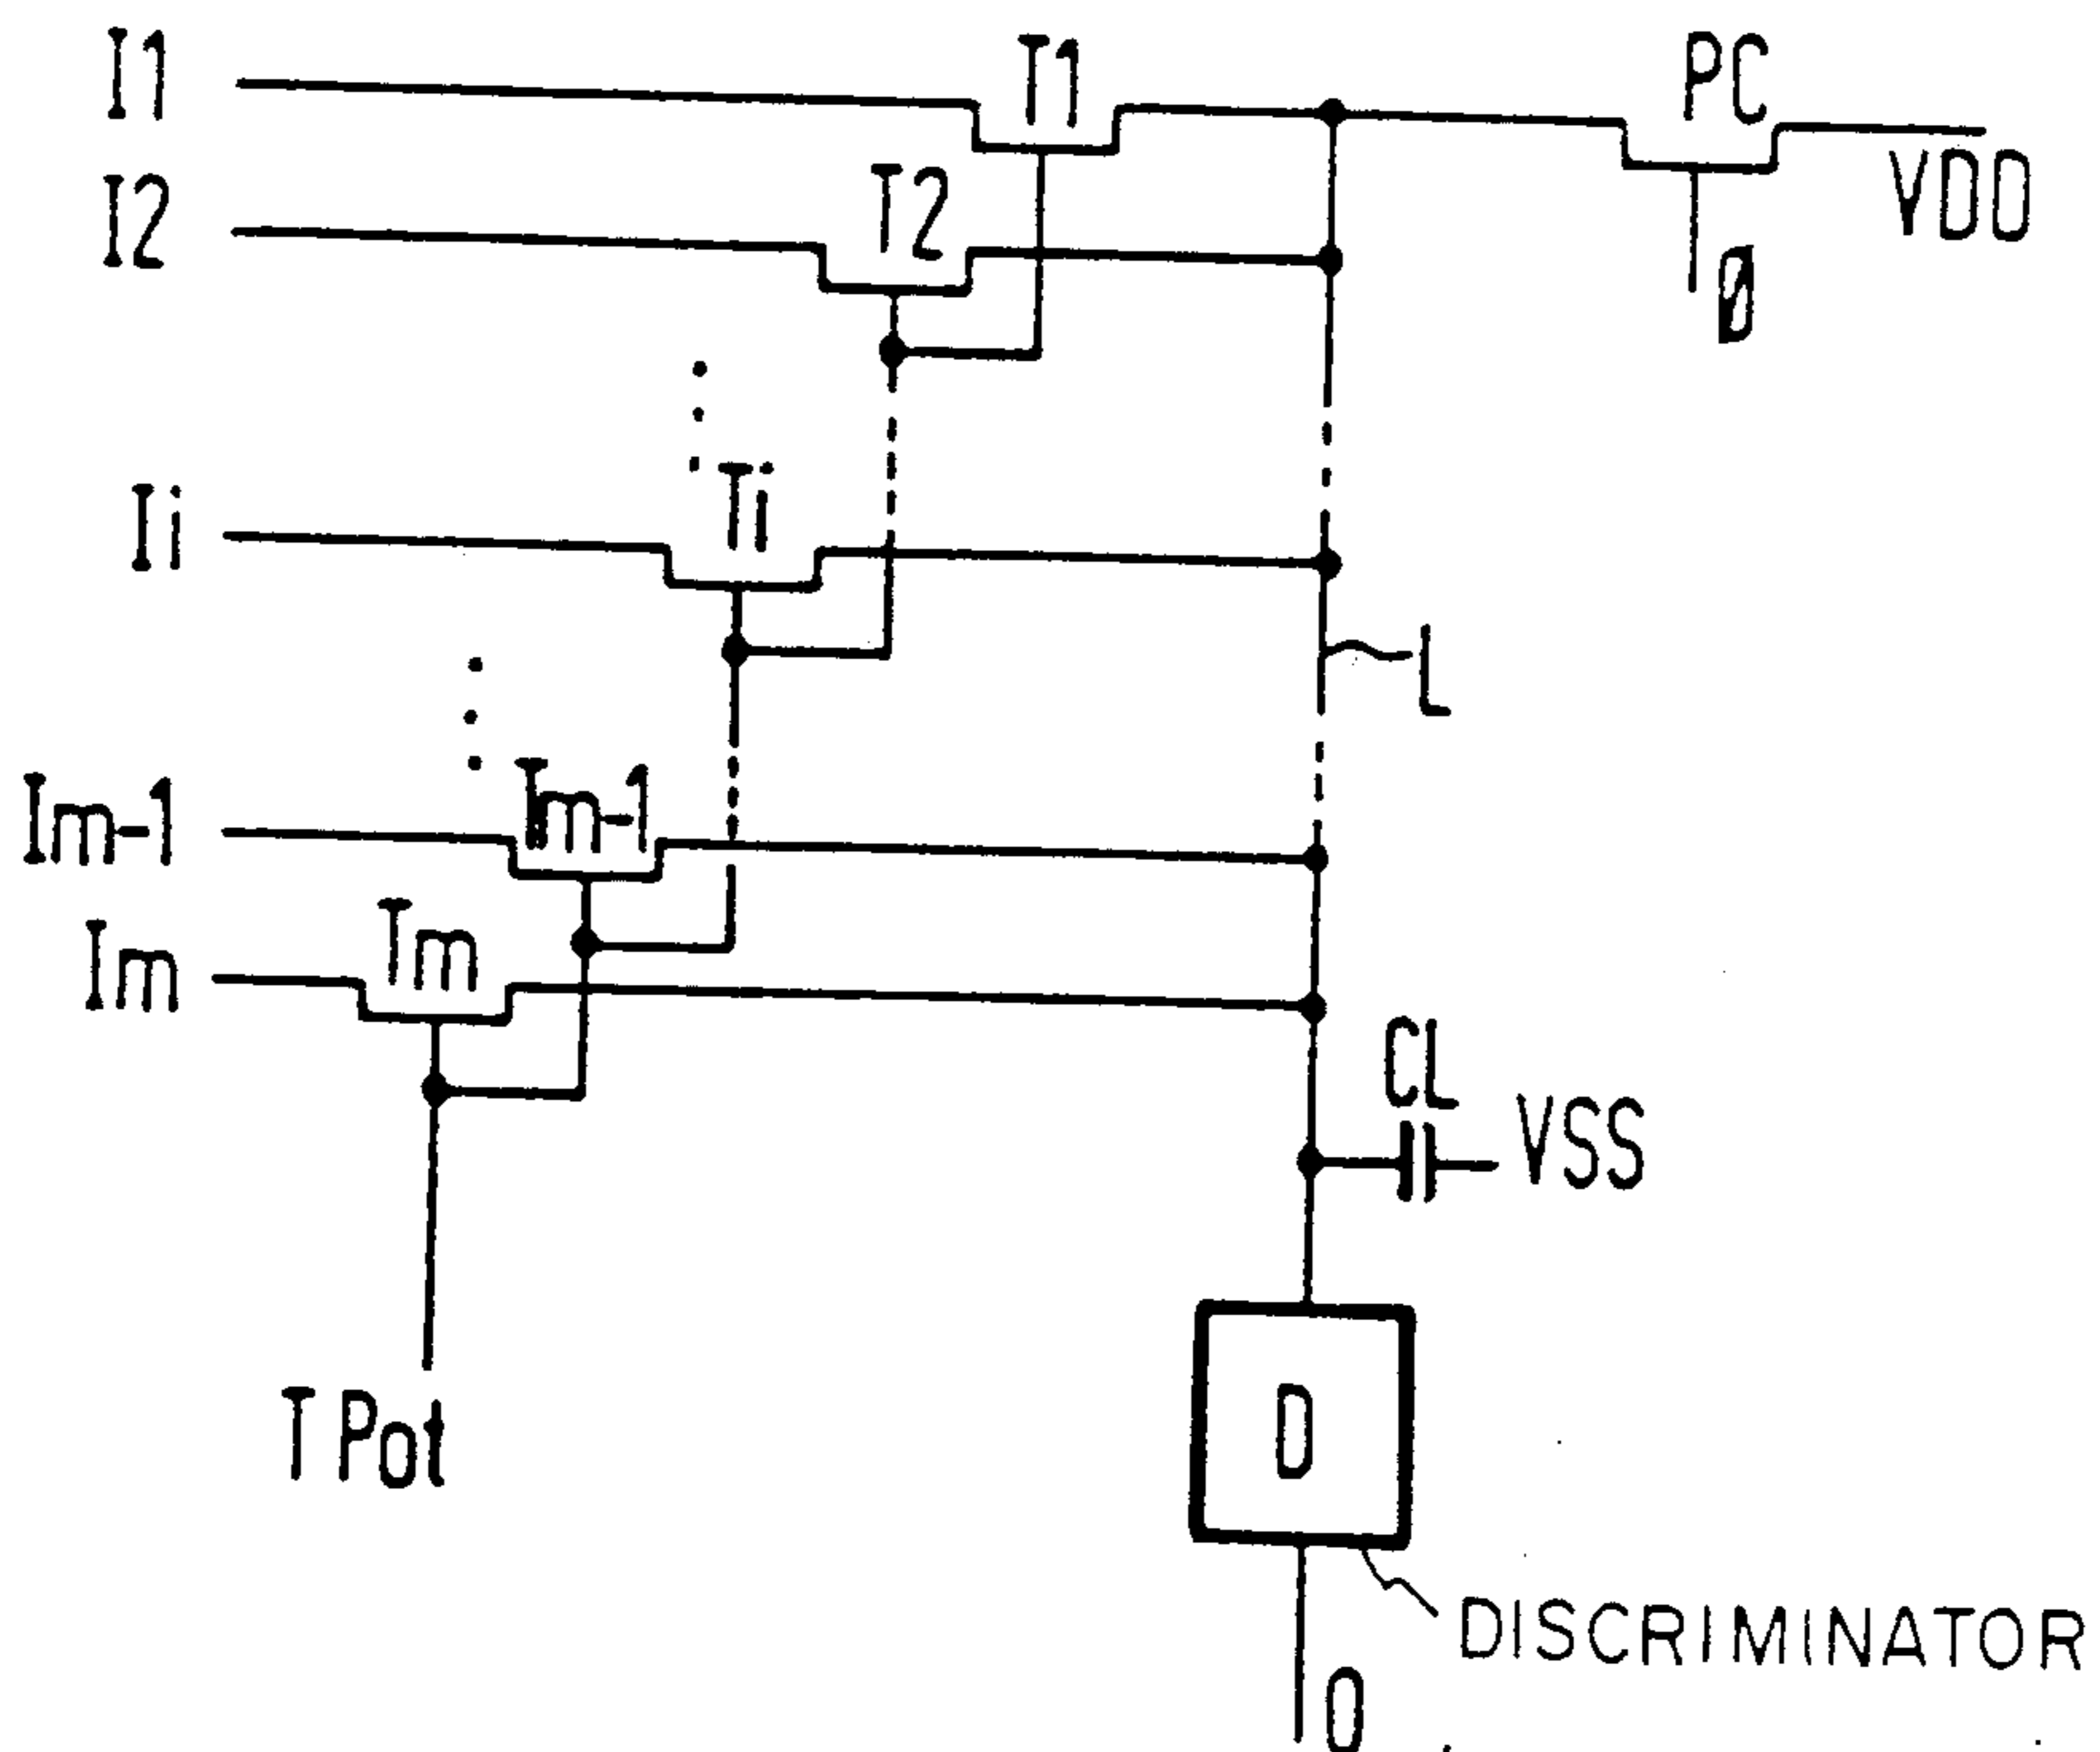 I1
T1
PC
VDD
I2
T2
Ø
Ii
Ti
L
Im-1
Tm-1
Im
Tm
CL
VSS
T Pot
D
DISCRIMINATOR
O